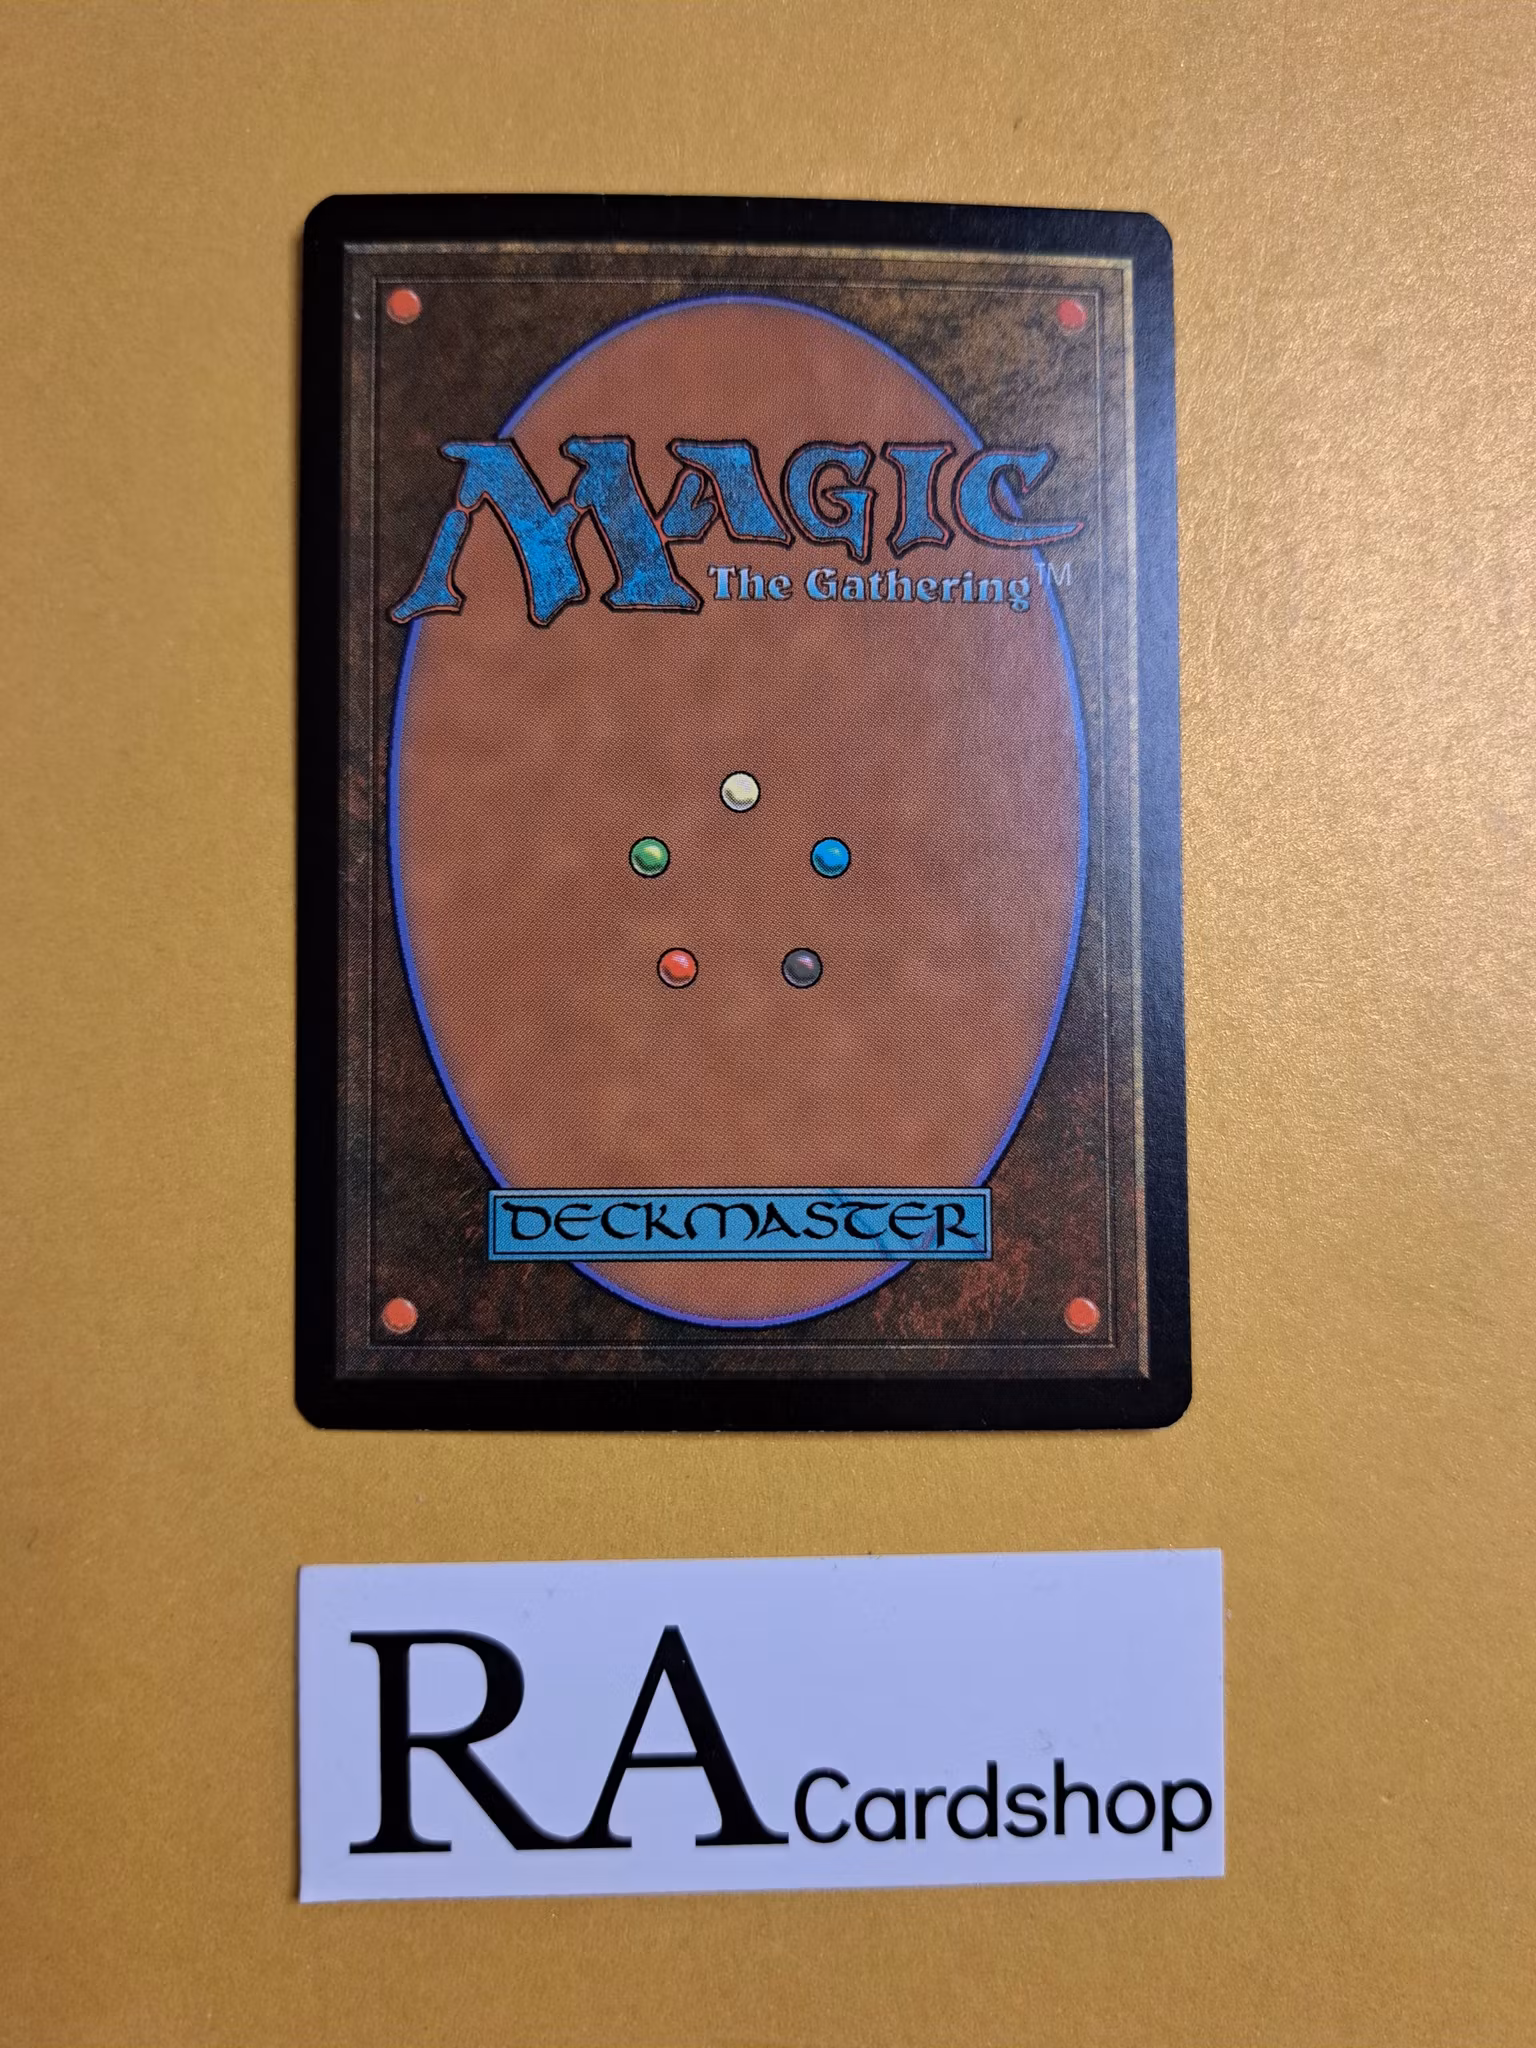 MAGIC
The Gathering™
DECKMASTER
RA Cardshop